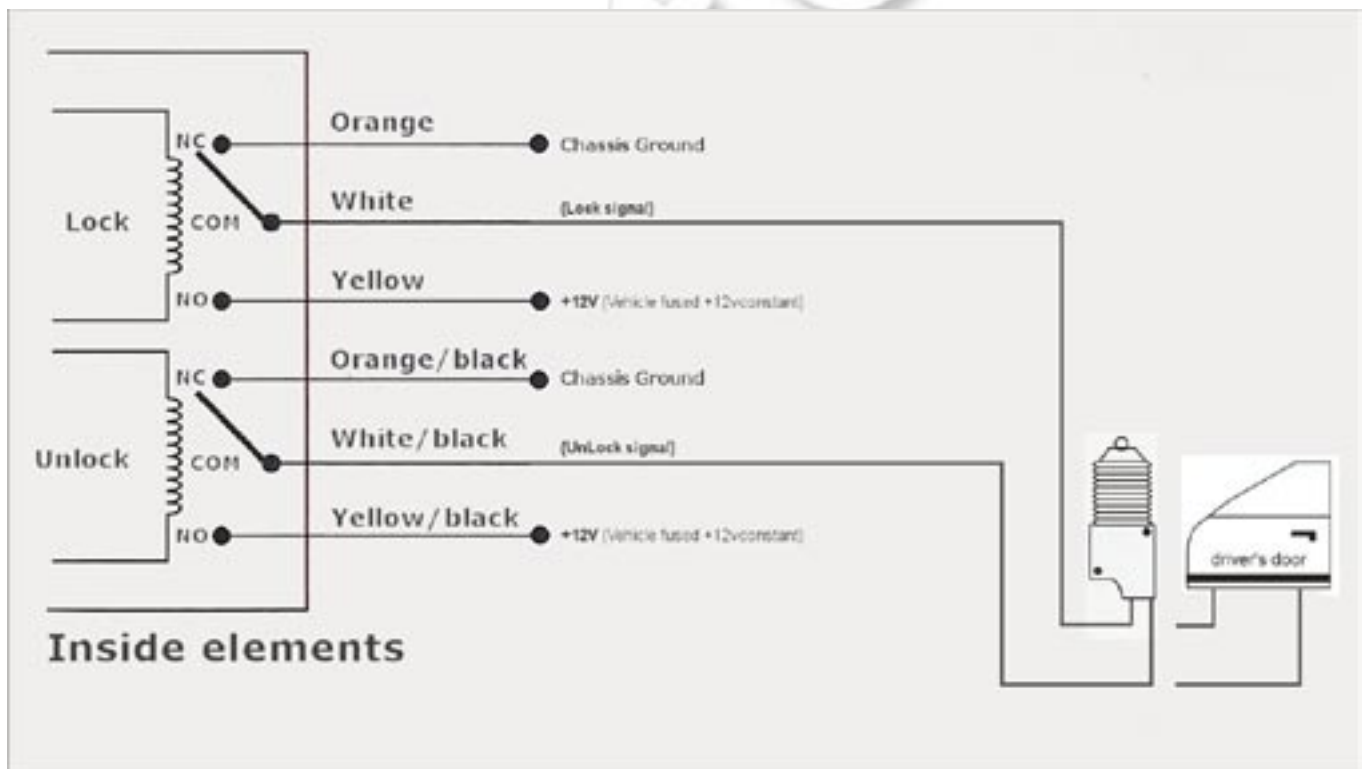 Orange
NC
Chassis Ground
White
(Lock signal)
Lock
COM
Yellow
NO
+12V (Vehicle fused +12vconstant)
Orange/black
NC
Chassis Ground
White/black
(UnLock signal)
Unlock
COM
Yellow/black
NO
+12V (Vehicle fused +12vconstant)
driver's door
Inside elements